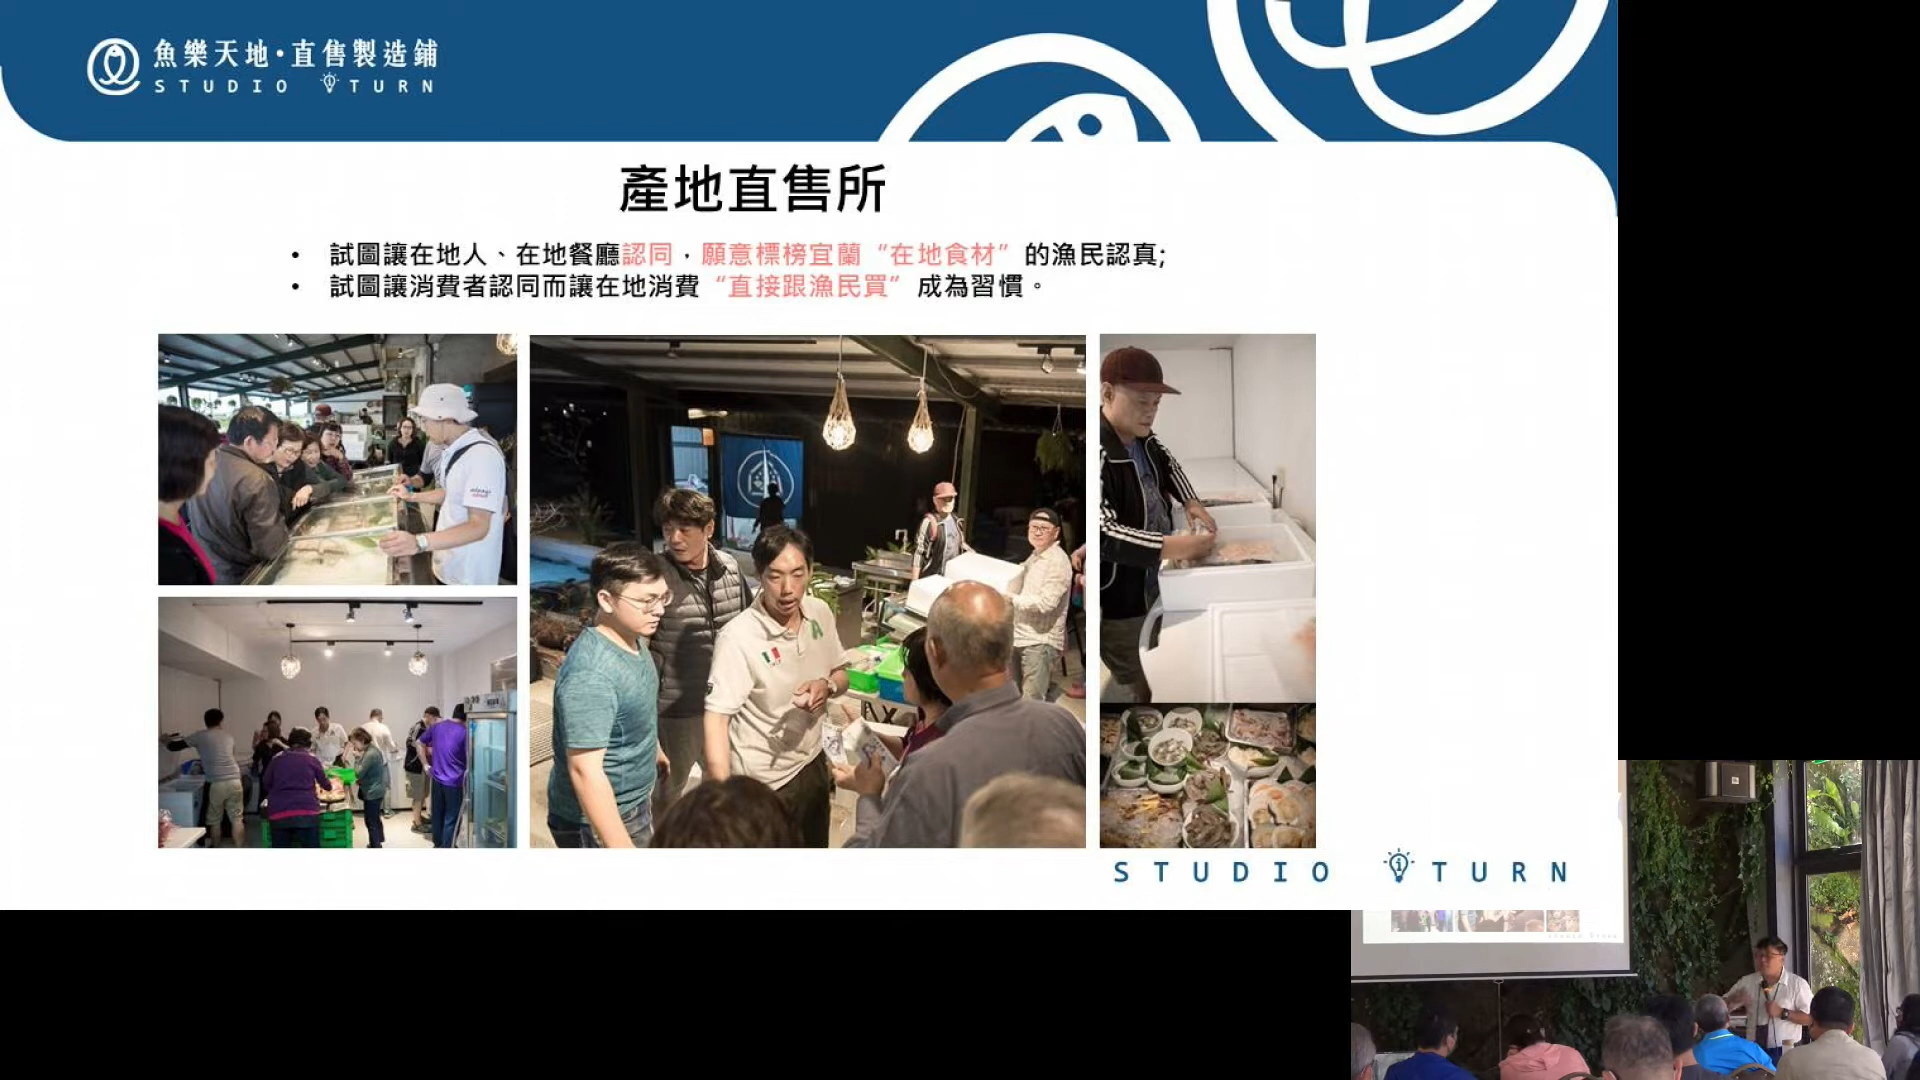 魚樂天地・直售製造鋪
STUDIO iTURN
產地直售所
• 試圖讓在地人、在地餐廳認同，願意標榜宜蘭“在地食材”的漁民認真;
• 試圖讓消費者認同而讓在地消費“直接跟漁民買”成為習慣。
STUDIO iTURN